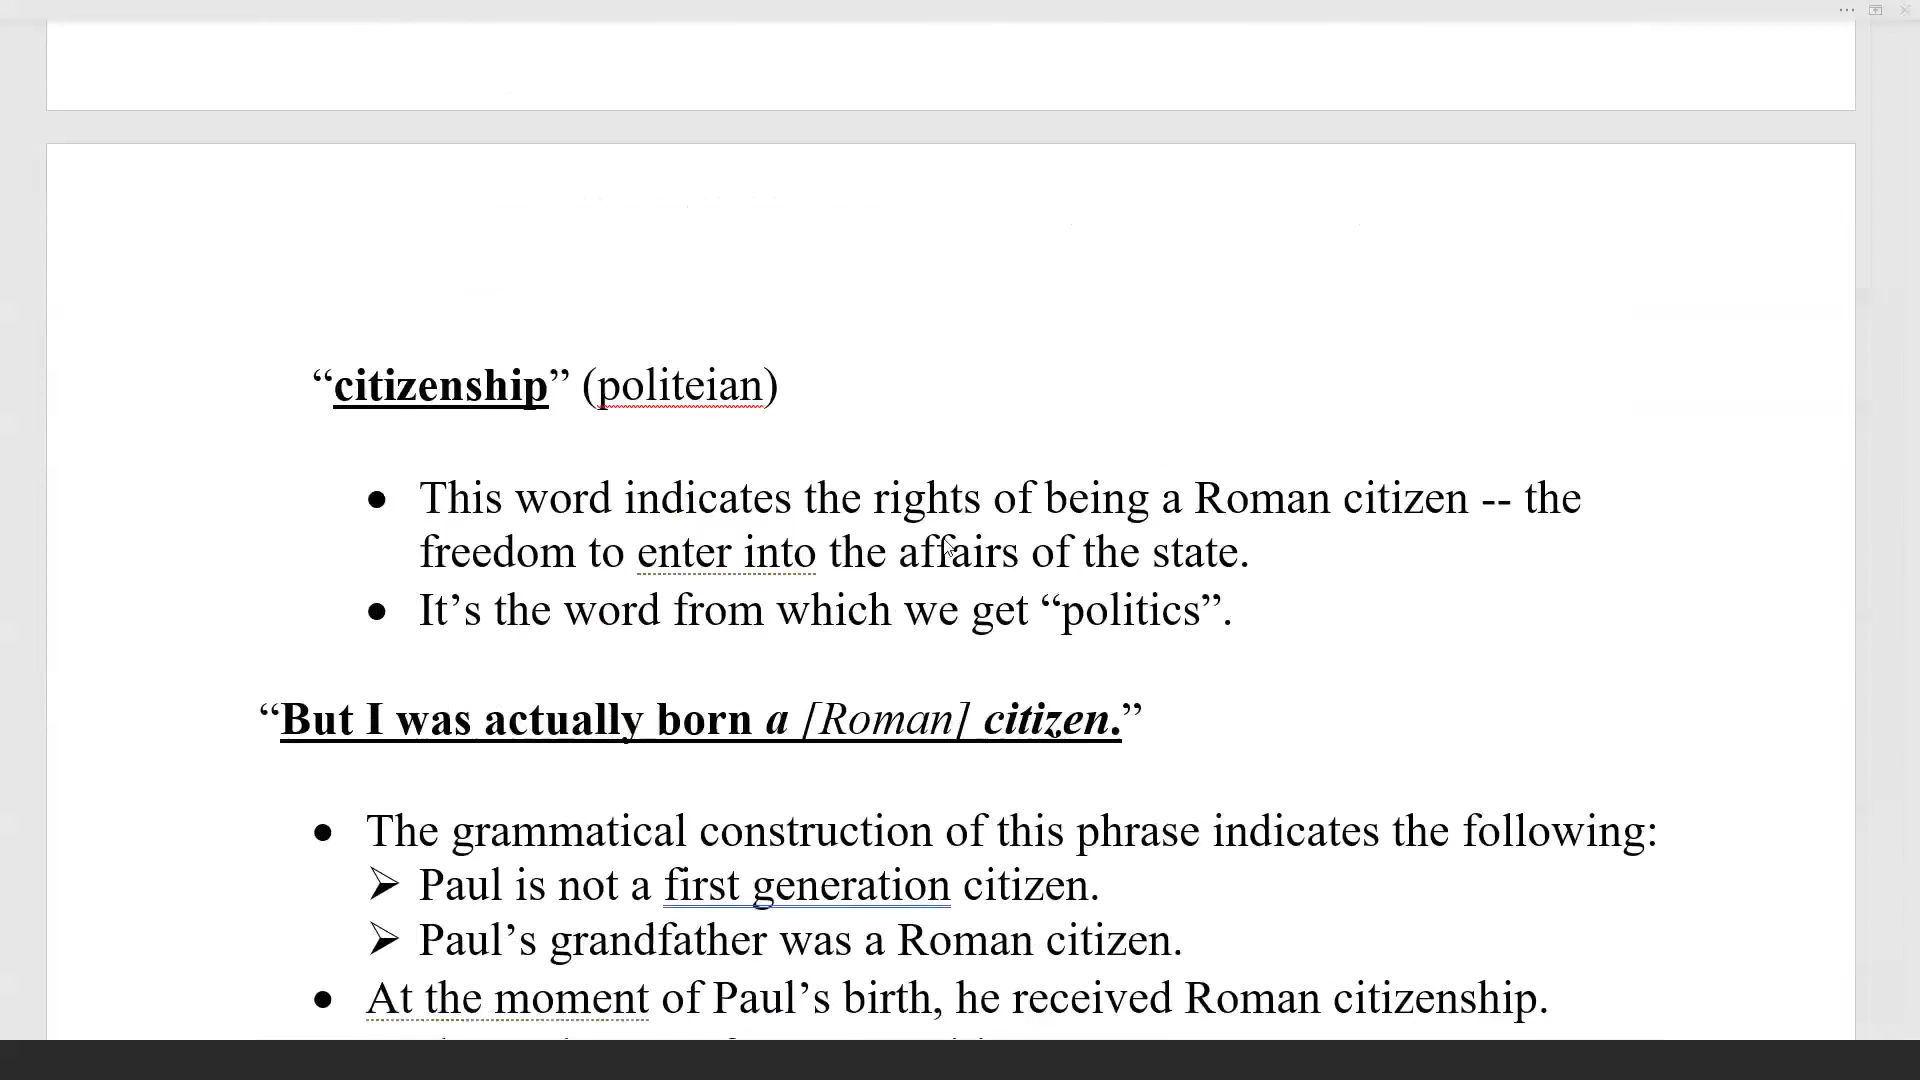 “citizenship” (politeian)
● This word indicates the rights of being a Roman citizen -- the
freedom to enter into the affairs of the state.
● It’s the word from which we get “politics”.
“But I was actually born a [Roman] citizen.”
● The grammatical construction of this phrase indicates the following:
➢ Paul is not a first generation citizen.
➢ Paul’s grandfather was a Roman citizen.
● At the moment of Paul’s birth, he received Roman citizenship.